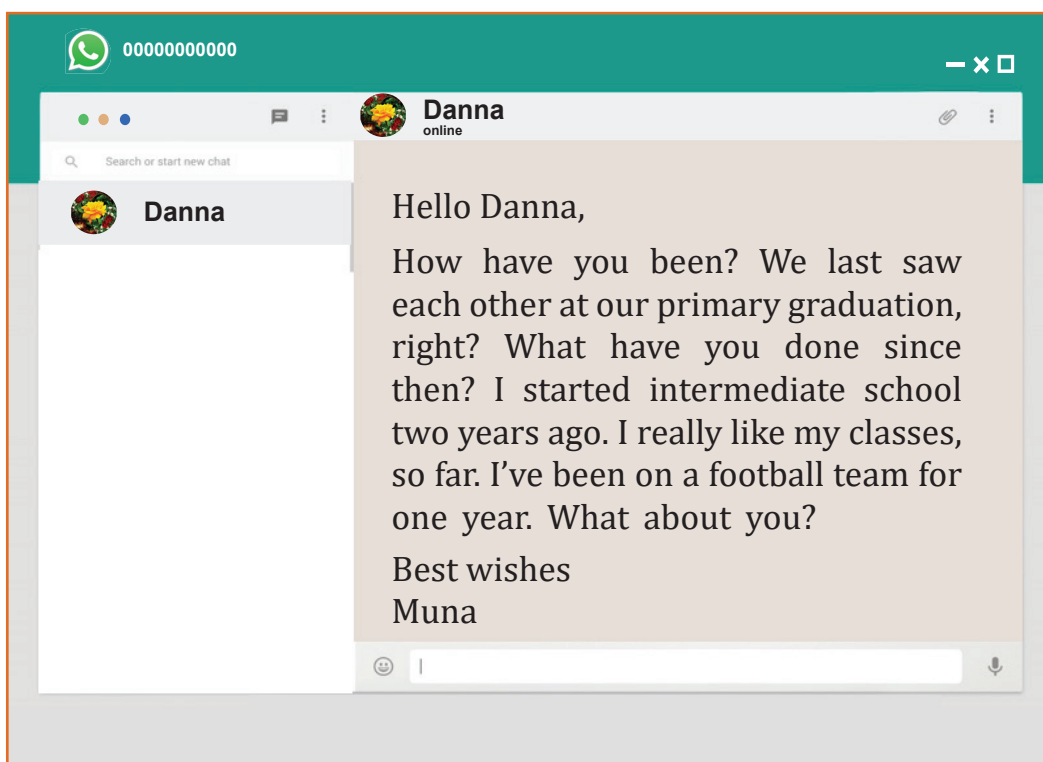 00000000000
Danna
online
Search or start new chat
Danna
Hello Danna,
How have you been? We last saw
each other at our primary graduation,
right? What have you done since
then? I started intermediate school
two years ago. I really like my classes,
so far. I've been on a football team for
one year. What about you?
Best wishes
Muna